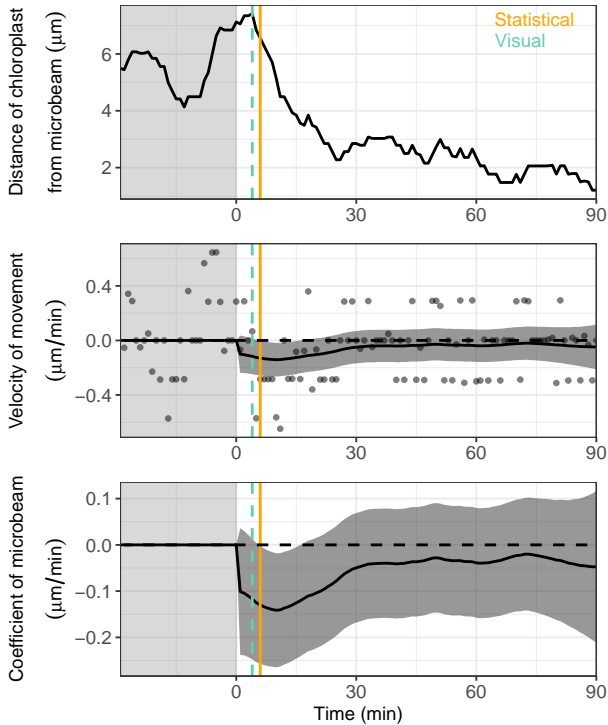 Distance of chloroplast
from microbeam (μm)
Statistical
Visual
6
4
2
0
30
60
90
Velocity of movement
(μm/min)
0.4
0.0
−0.4
0
30
60
90
Coefficient of microbeam
(μm/min)
0.1
0.0
−0.1
−0.2
0
30
60
90
Time (min)